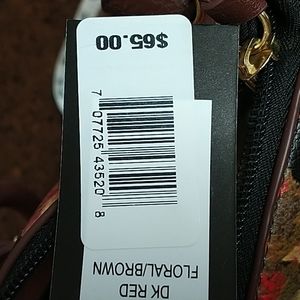 DK RED
FLORAL/BROWN
7 07725 43520 8
$65.00